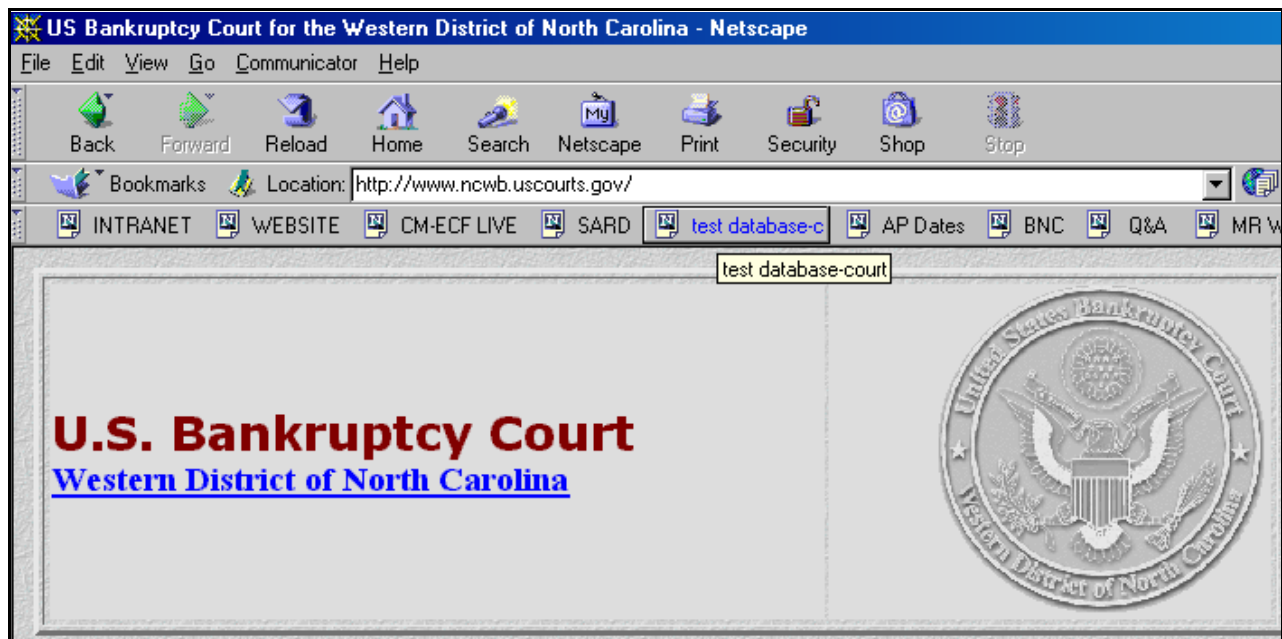 US Bankruptcy Court for the Western District of North Carolina - Netscape
File Edit View Go Communicator Help
Back Forward Reload Home Search Netscape Print Security Shop Stop
My
Bookmarks Location: http://www.ncwb.uscourts.gov/
INTRANET WEBSITE CM-ECF LIVE SARD test database-c AP Dates BNC Q&A MR W
test database-court
U.S. Bankruptcy Court
Western District of North Carolina
United States Bankruptcy Court
Western District of North Carolina